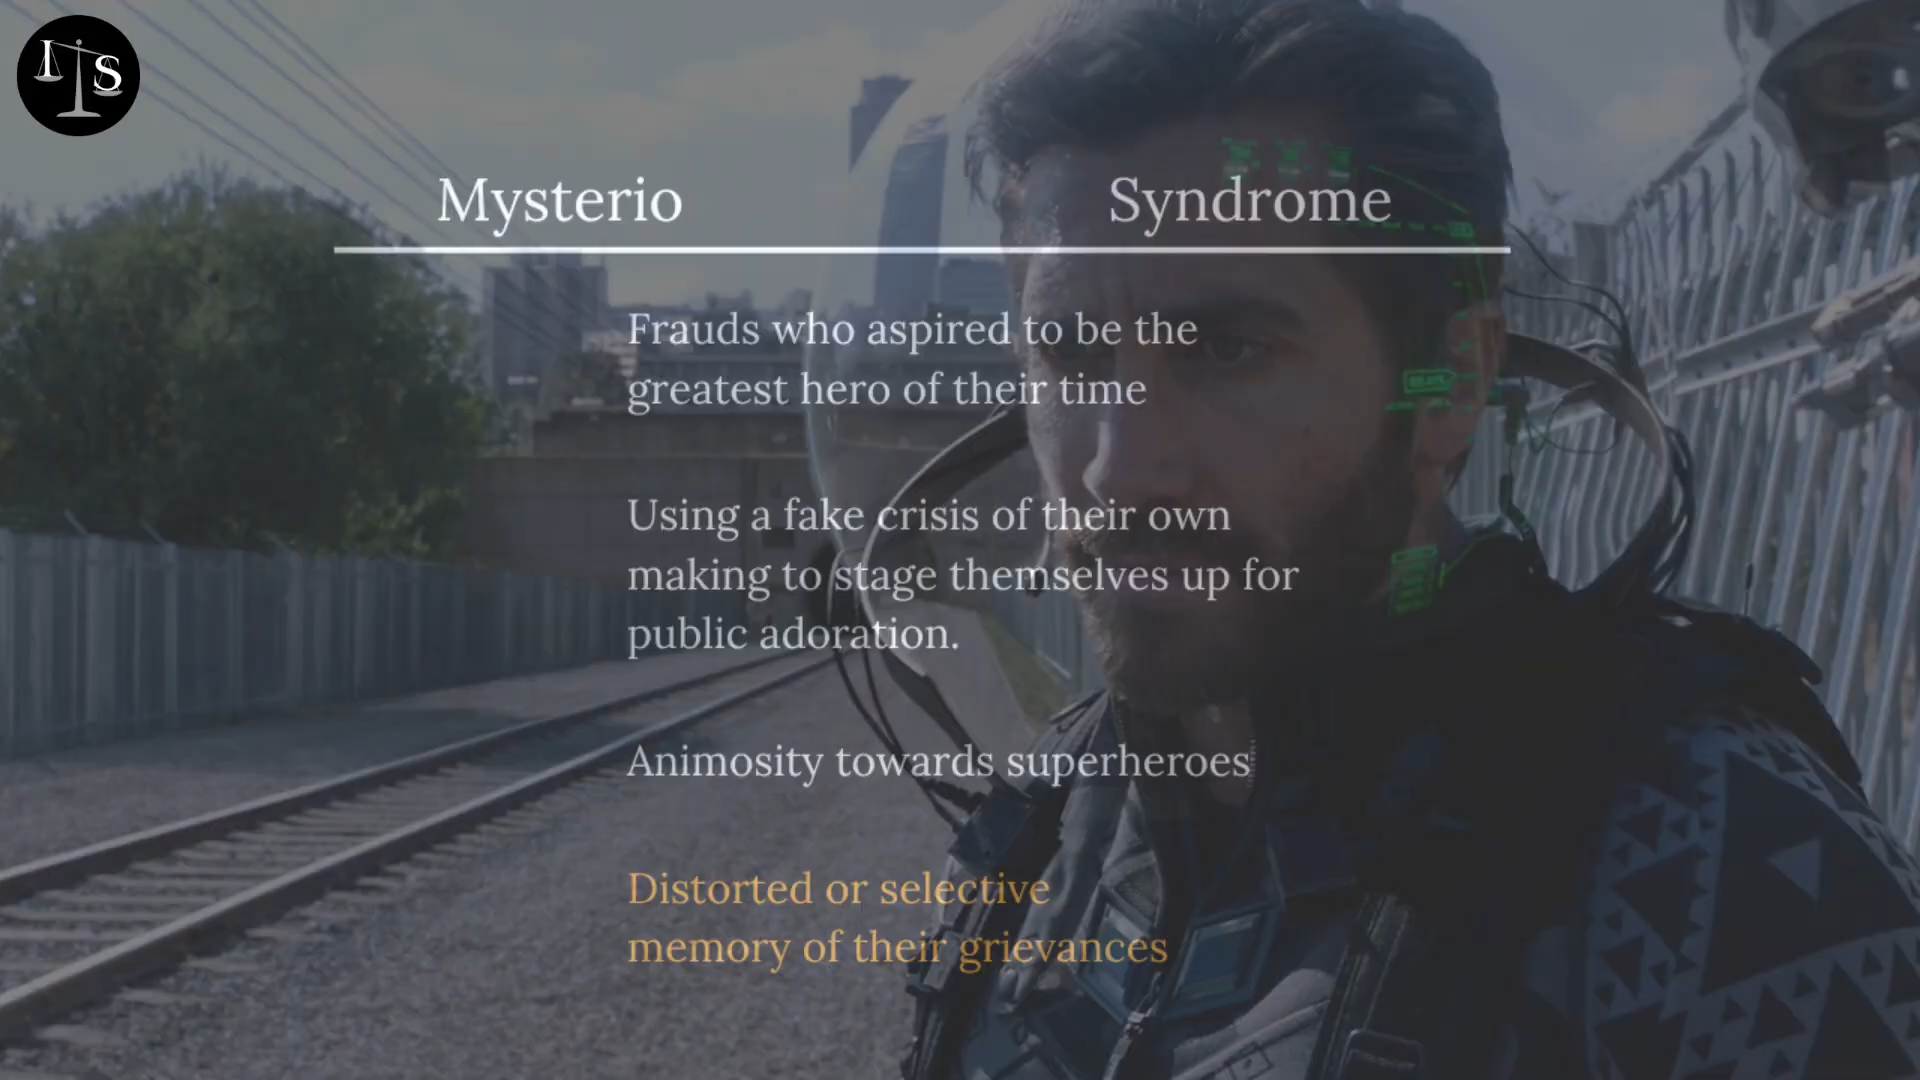 I S
Mysterio Syndrome
Frauds who aspired to be the
greatest hero of their time
Using a fake crisis of their own
making to stage themselves up for
public adoration.
Animosity towards superheroes
Distorted or selective
memory of their grievances